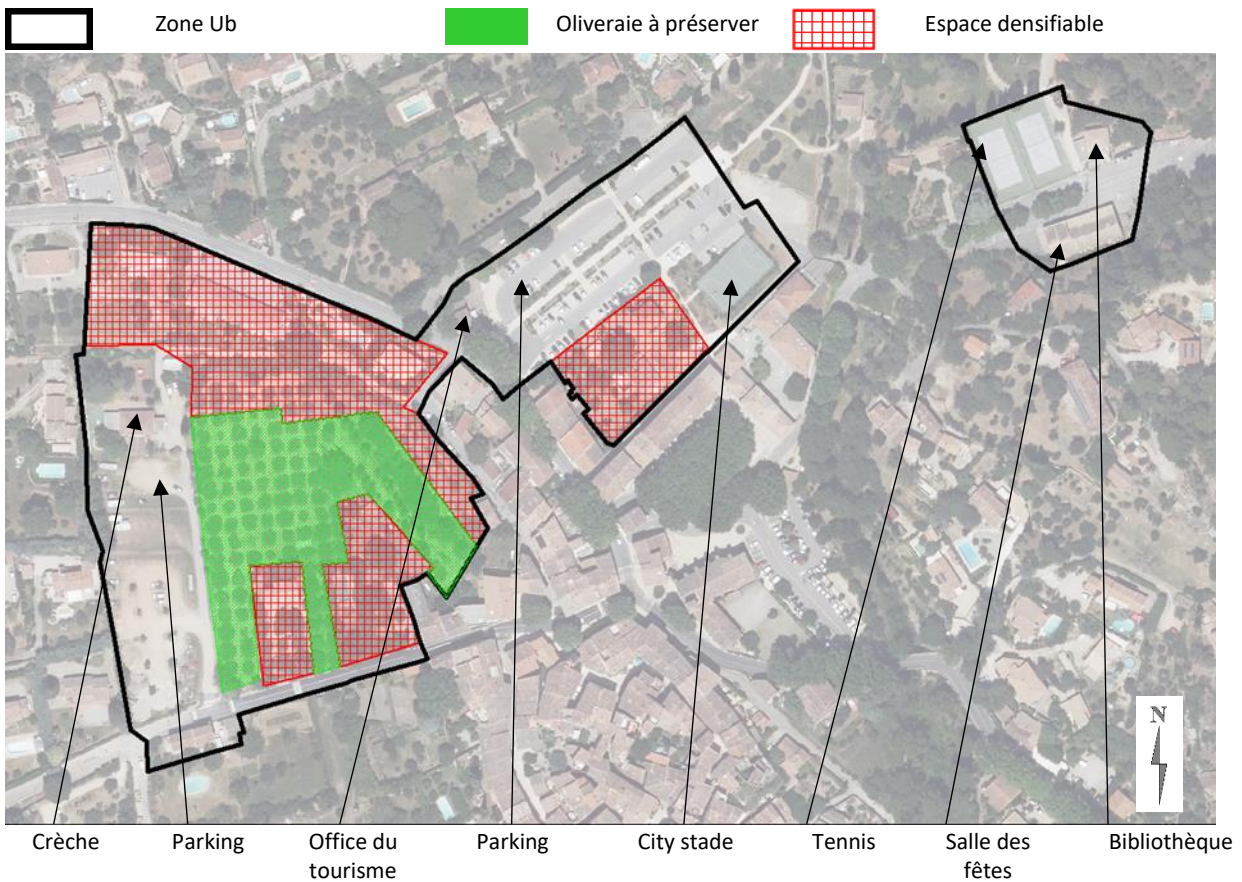 Zone Ub
Oliveraie à préserver
Espace densifiable
N
Crèche
Parking
Office du
tourisme
Parking
City stade
Tennis
Salle des
fêtes
Bibliothèque